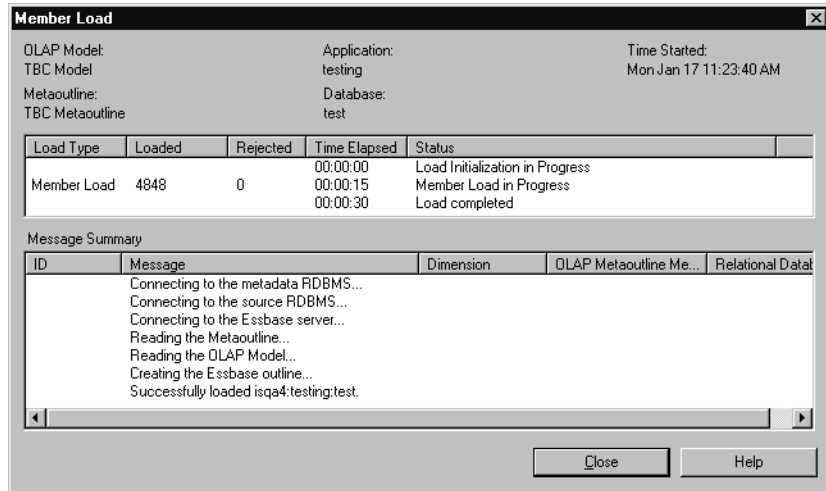 Member Load
OLAP Model: Application: Time Started:
TBC Model testing Mon Jan 17 11:23:40 AM
Metaoutline: Database:
TBC Metaoutline test
Load Type Loaded Rejected Time Elapsed Status
00:00:00 Load Initialization in Progress
Member Load 4848 0 00:00:15 Member Load in Progress
00:00:30 Load completed
Message Summary
ID Message Dimension OLAP Metaoutline Me... Relational Datab
Connecting to the metadata RDBMS...
Connecting to the source RDBMS...
Connecting to the Essbase server...
Reading the Metaoutline...
Reading the OLAP Model...
Creating the Essbase outline...
Successfully loaded isqa4:testing:test.
Close Help